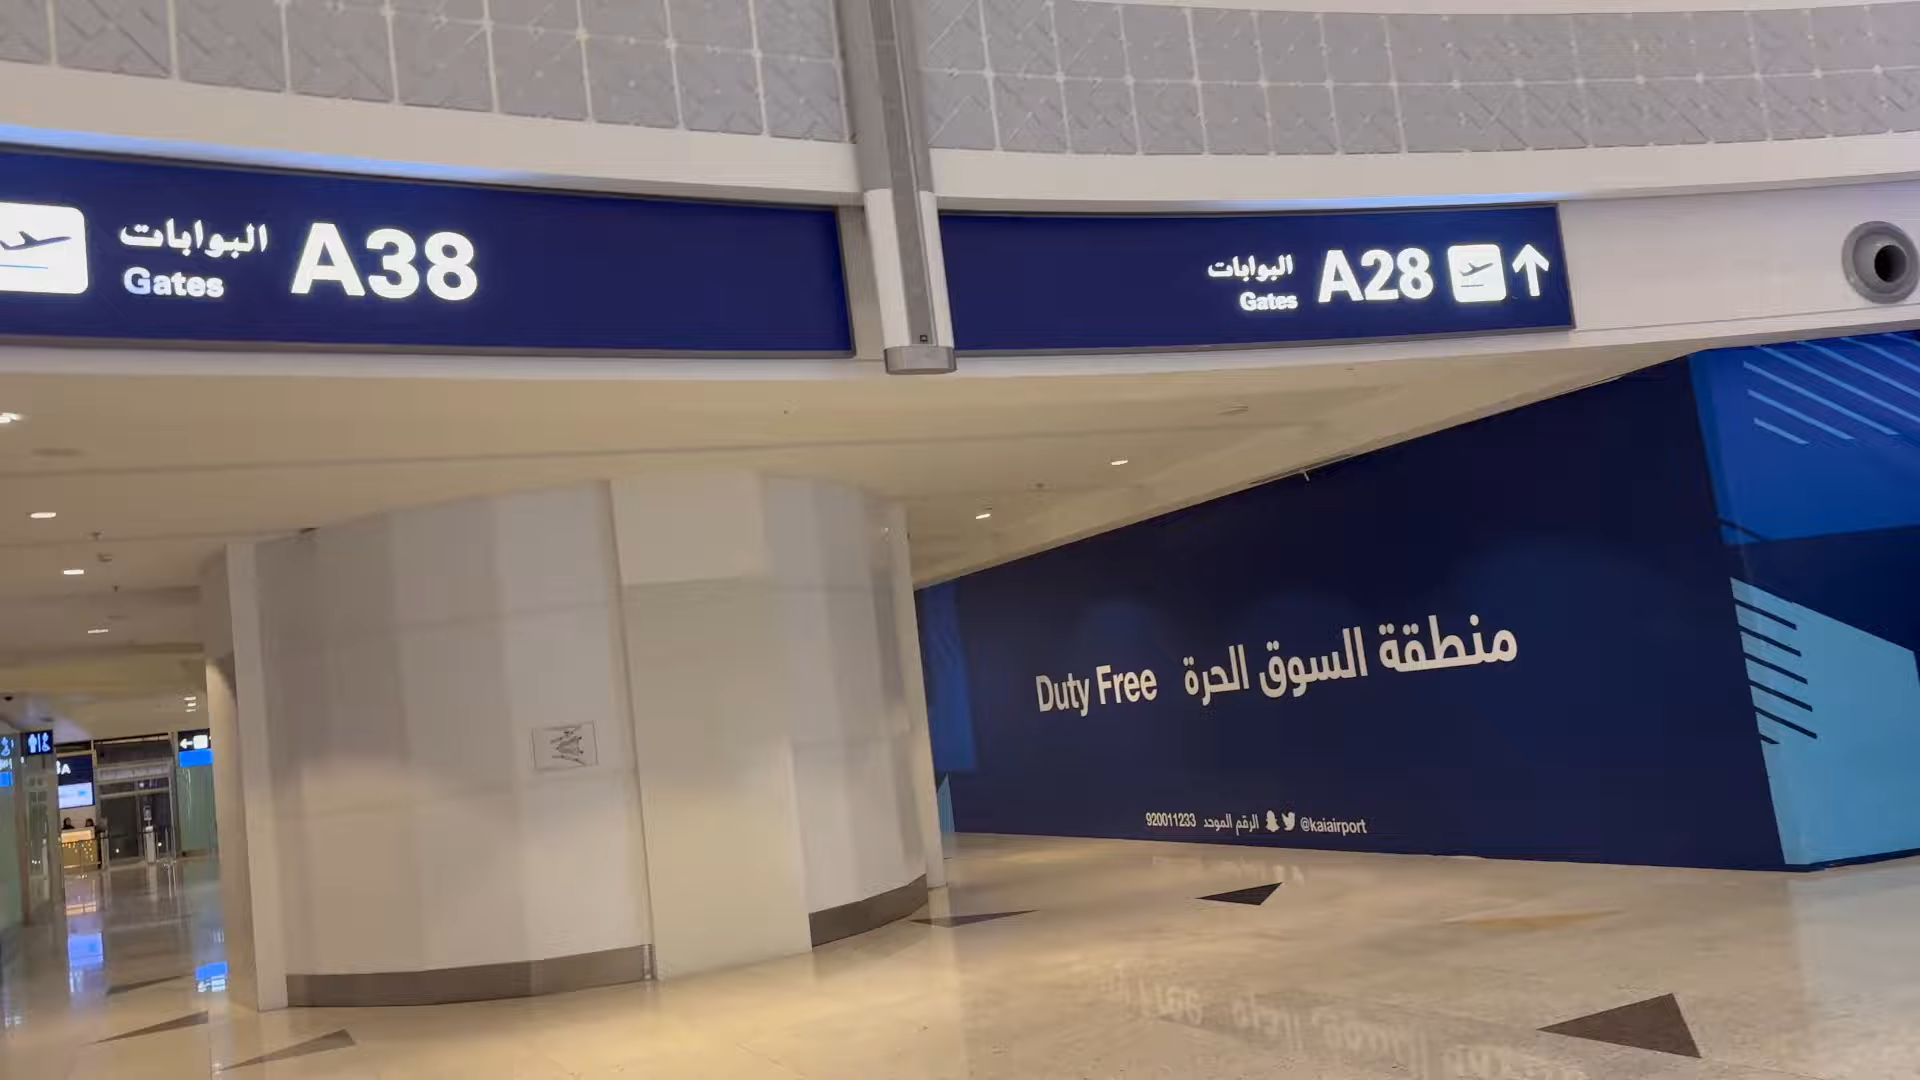 البوابات
Gates
A38
البوابات
Gates
A28
منطقة السوق الحرة
Duty Free
920011233 الرقم الموحد
@kaiairport